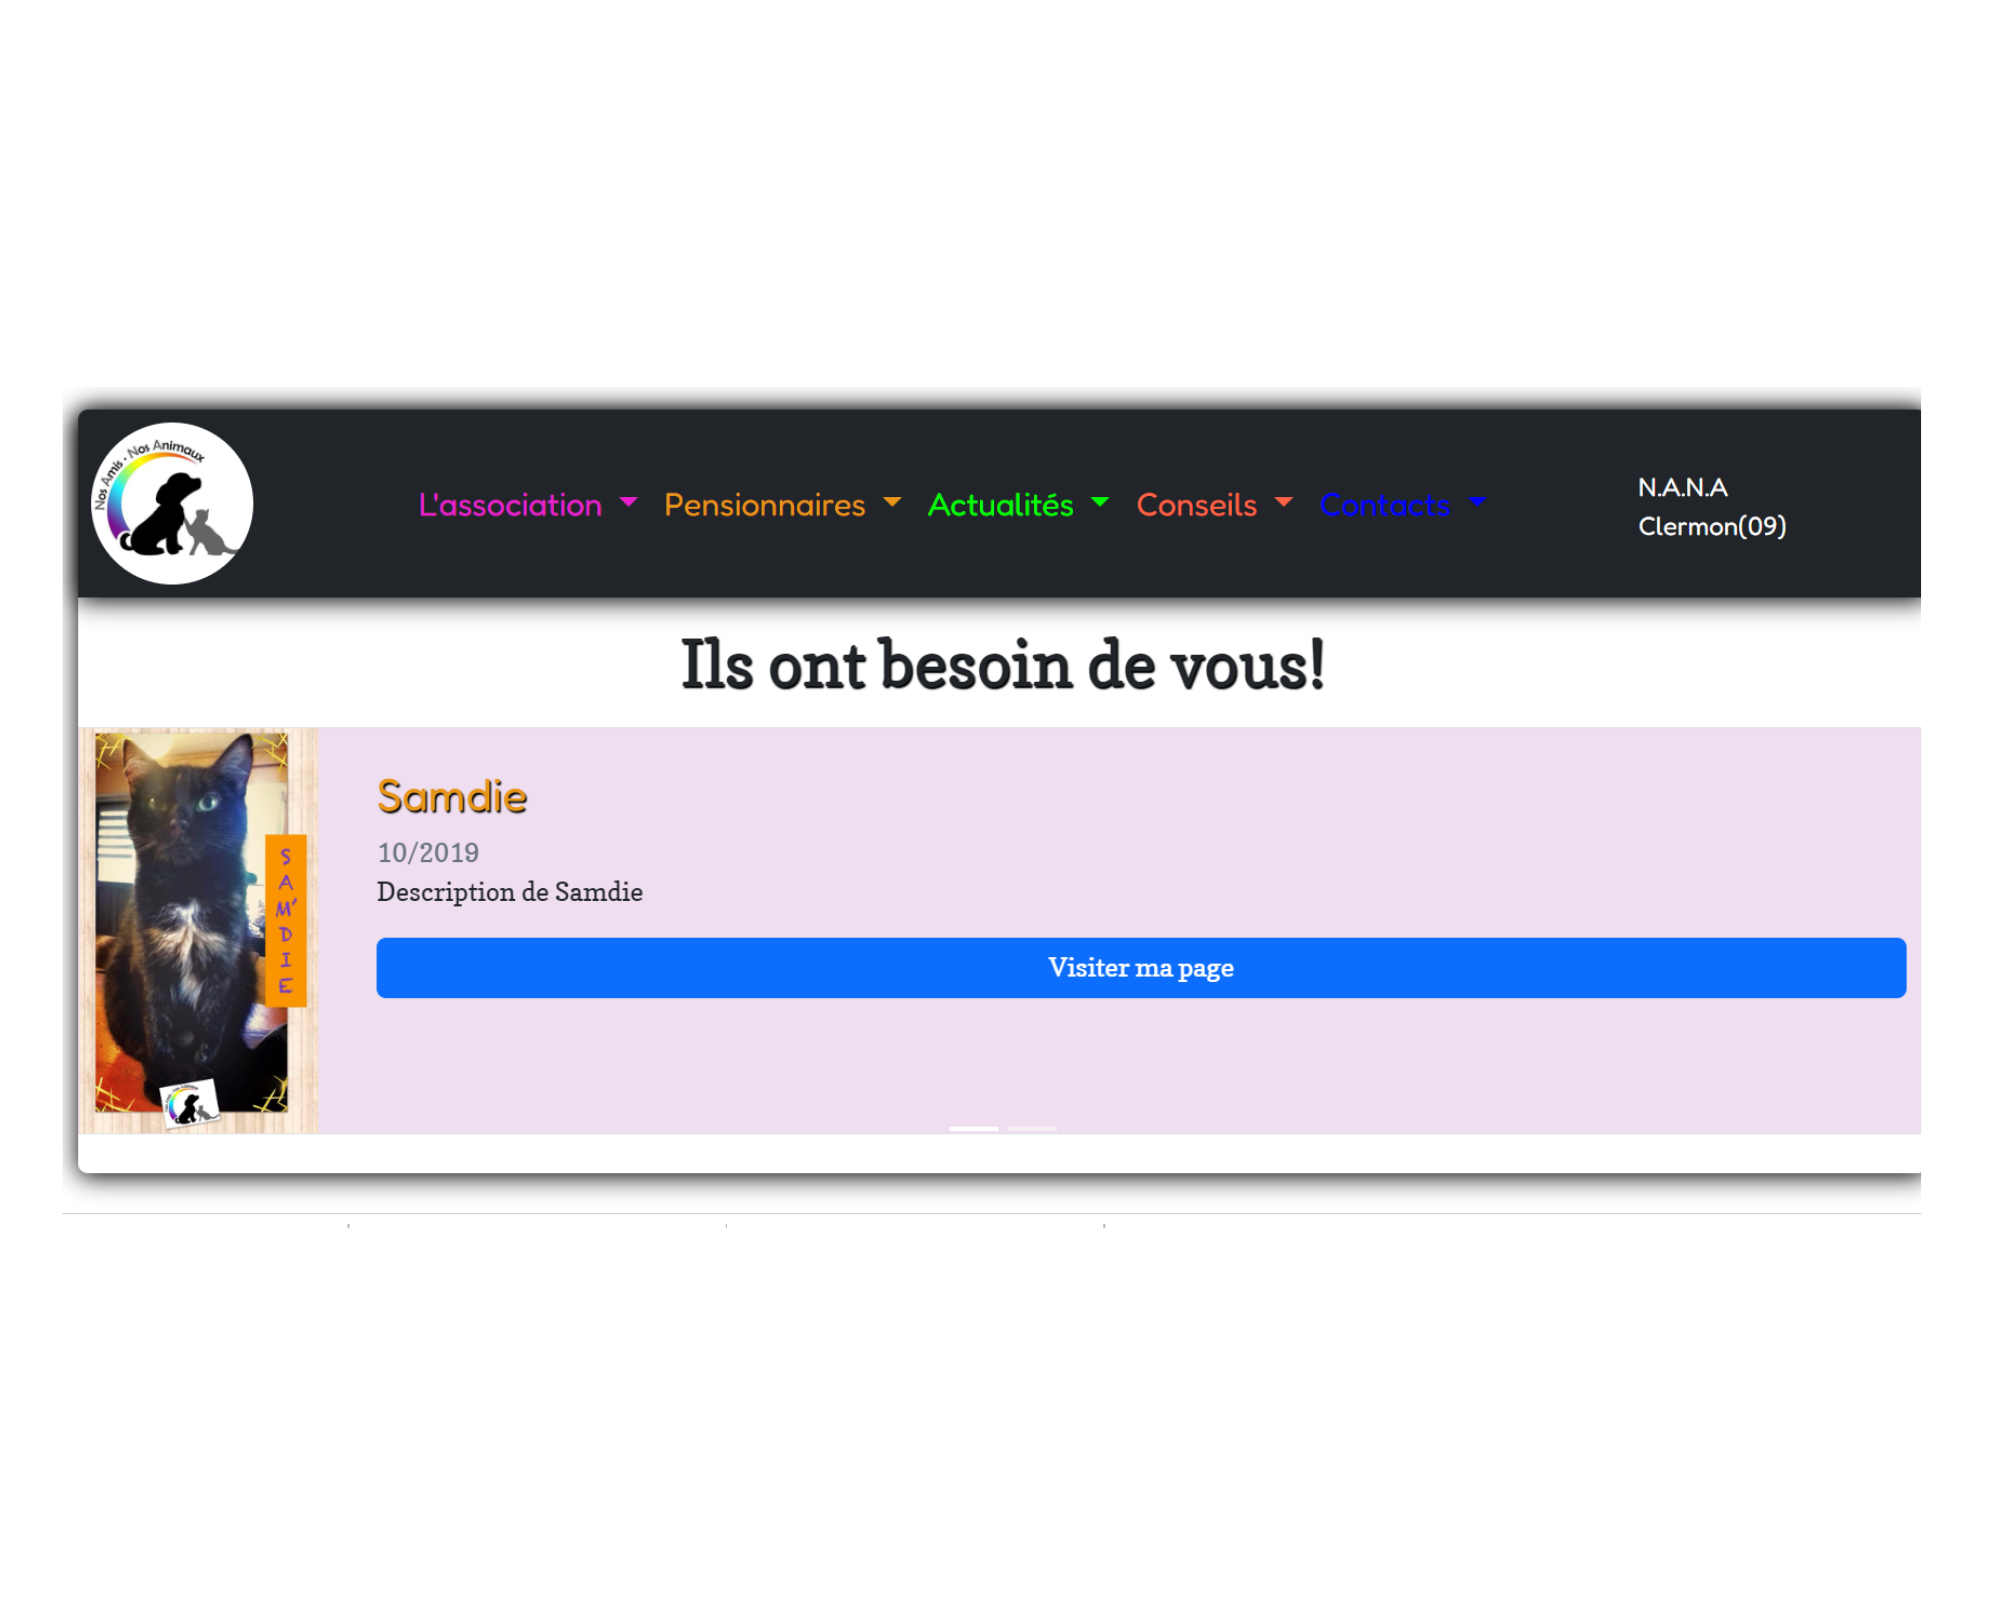 Nos Amis - Nos Animaux
L'association Pensionnaires Actualités Conseils Contacts
N.A.N.A
Clermon(09)
Ils ont besoin de vous!
SAM'DIE
Samdie
10/2019
Description de Samdie
Visiter ma page